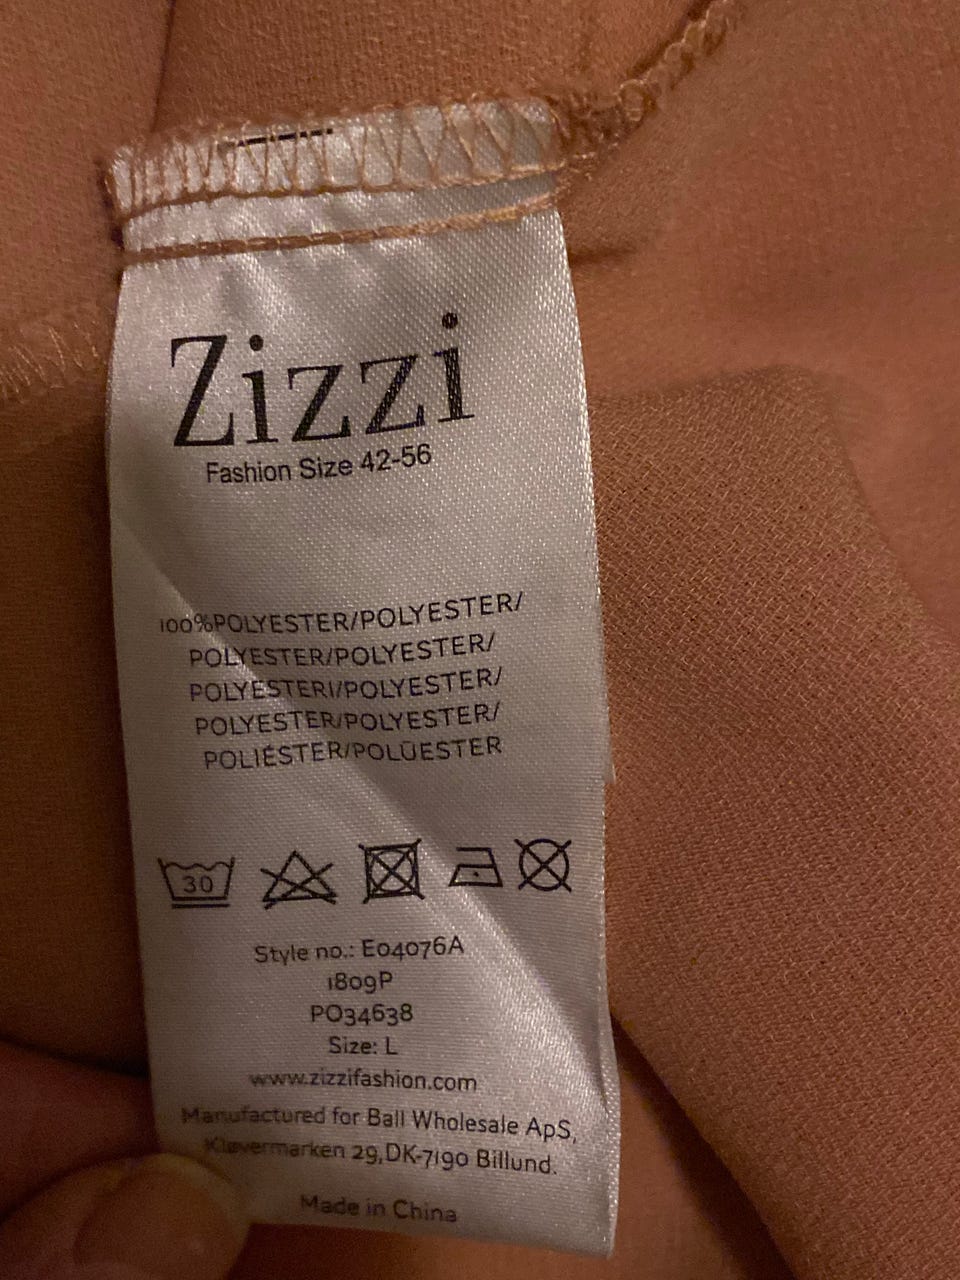 Zizzi
Fashion Size 42-56
100%POLYESTER/POLYESTER/
POLYESTER/POLYESTER/
POLYESTERI/POLYESTER/
POLYESTER/POLYESTER/
POLIÉSTER/POLÜESTER
30
Style no.: E04076A
1809P
PO34638
Size: L
www.zizzifashion.com
Manufactured for Ball Wholesale ApS,
Kløvermarken 29,DK-7190 Billund.
Made in China